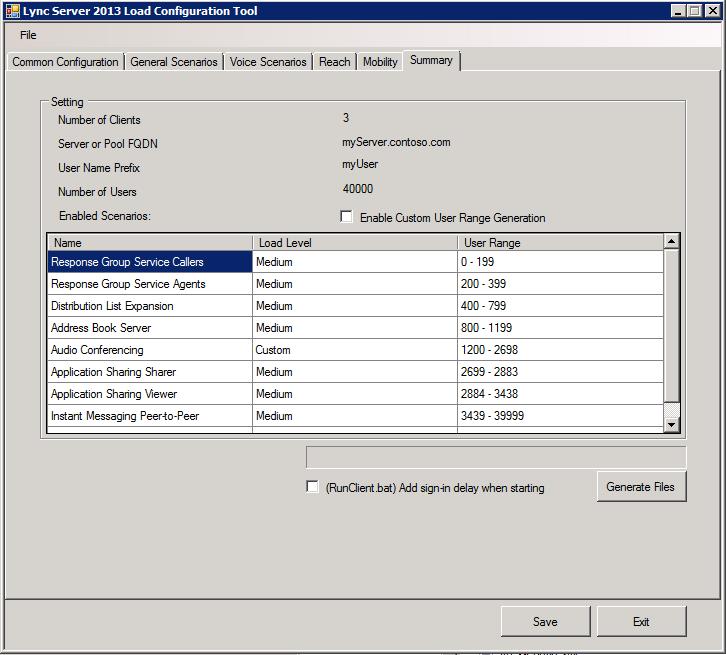 Lync Server 2013 Load Configuration Tool
File
Common Configuration General Scenarios Voice Scenarios Reach Mobility Summary
Setting
Number of Clients 3
Server or Pool FQDN myServer.contoso.com
User Name Prefix myUser
Number of Users 40000
Enabled Scenarios: Enable Custom User Range Generation
Name Load Level User Range
Response Group Service Callers Medium 0 - 199
Response Group Service Agents Medium 200 - 399
Distribution List Expansion Medium 400 - 799
Address Book Server Medium 800 - 1199
Audio Conferencing Custom 1200 - 2698
Application Sharing Sharer Medium 2699 - 2883
Application Sharing Viewer Medium 2884 - 3438
Instant Messaging Peer-to-Peer Medium 3439 - 39999
(RunClient.bat) Add sign-in delay when starting Generate Files
Save Exit